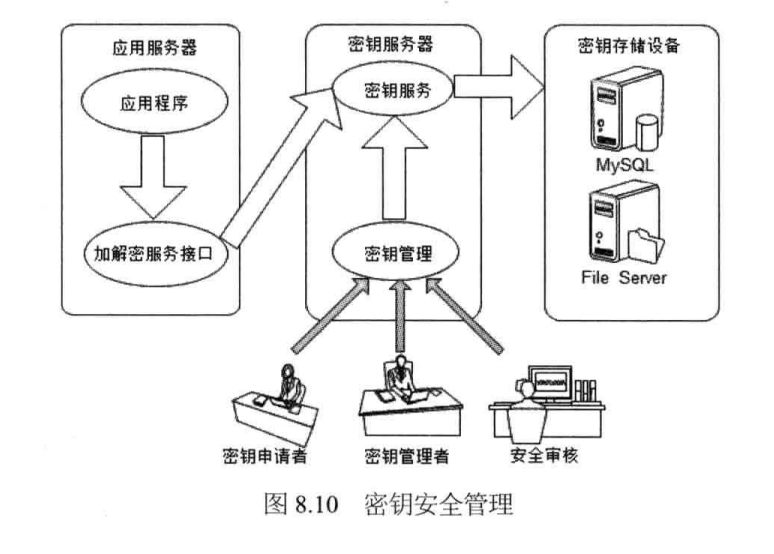 应用服务器
应用程序
加解密服务接口
密钥服务器
密钥服务
密钥管理
密钥存储设备
MySQL
File Server
密钥申请者
密钥管理者
安全审核
图 8.10 密钥安全管理